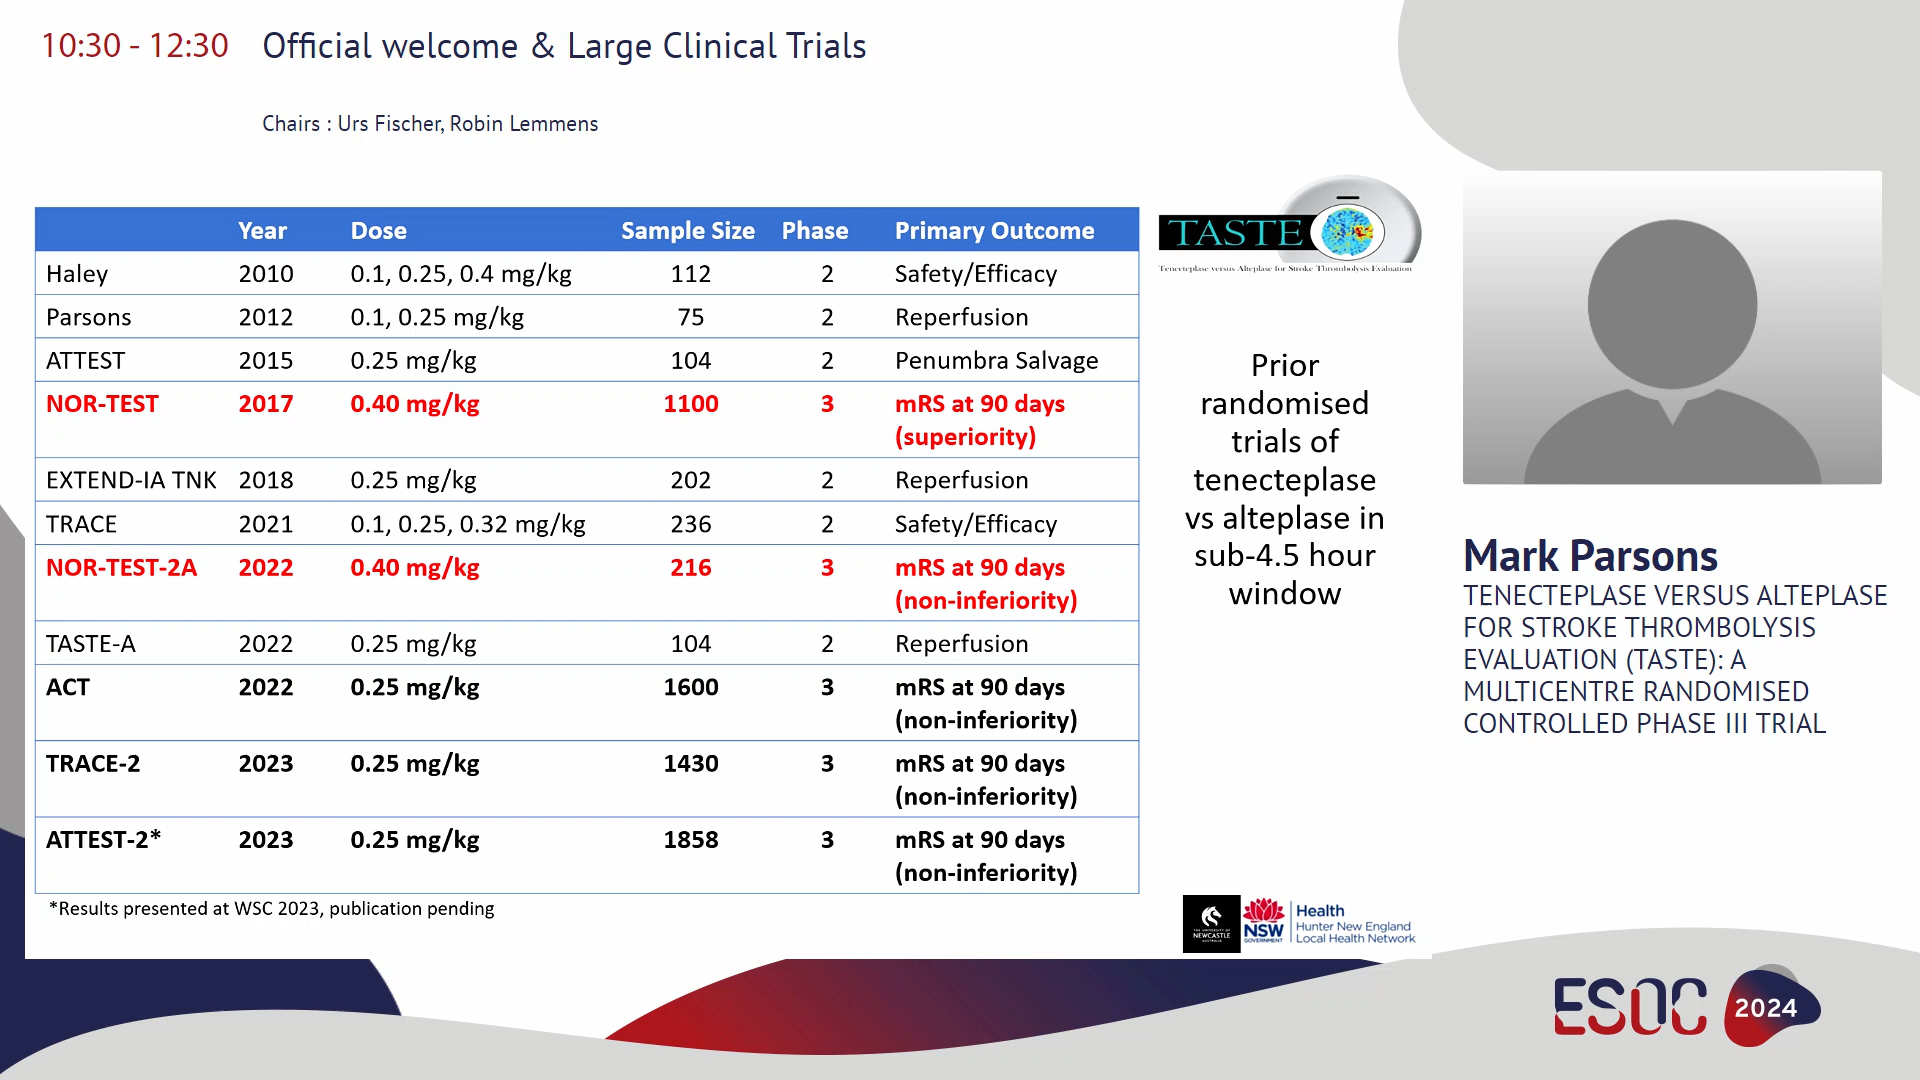 10:30 - 12:30 Official welcome & Large Clinical Trials
Chairs : Urs Fischer, Robin Lemmens
Year Dose Sample Size Phase Primary Outcome
Haley 2010 0.1, 0.25, 0.4 mg/kg 112 2 Safety/Efficacy
Parsons 2012 0.1, 0.25 mg/kg 75 2 Reperfusion
ATTEST 2015 0.25 mg/kg 104 2 Penumbra Salvage
NOR-TEST 2017 0.40 mg/kg 1100 3 mRS at 90 days
(superiority)
EXTEND-IA TNK 2018 0.25 mg/kg 202 2 Reperfusion
TRACE 2021 0.1, 0.25, 0.32 mg/kg 236 2 Safety/Efficacy
NOR-TEST-2A 2022 0.40 mg/kg 216 3 mRS at 90 days
(non-inferiority)
TASTE-A 2022 0.25 mg/kg 104 2 Reperfusion
ACT 2022 0.25 mg/kg 1600 3 mRS at 90 days
(non-inferiority)
TRACE-2 2023 0.25 mg/kg 1430 3 mRS at 90 days
(non-inferiority)
ATTEST-2* 2023 0.25 mg/kg 1858 3 mRS at 90 days
(non-inferiority)
*Results presented at WSC 2023, publication pending
TASTE
Tenecteplase versus Alteplase for Stroke Thrombolysis Evaluation
Prior
randomised
trials of
tenecteplase
vs alteplase in
sub-4.5 hour
window
THE UNIVERSITY OF
NEWCASTLE
AUSTRALIA
NSW
GOVERNMENT
Health
Hunter New England
Local Health Network
Mark Parsons
TENECTEPLASE VERSUS ALTEPLASE
FOR STROKE THROMBOLYSIS
EVALUATION (TASTE): A
MULTICENTRE RANDOMISED
CONTROLLED PHASE III TRIAL
ESOC 2024